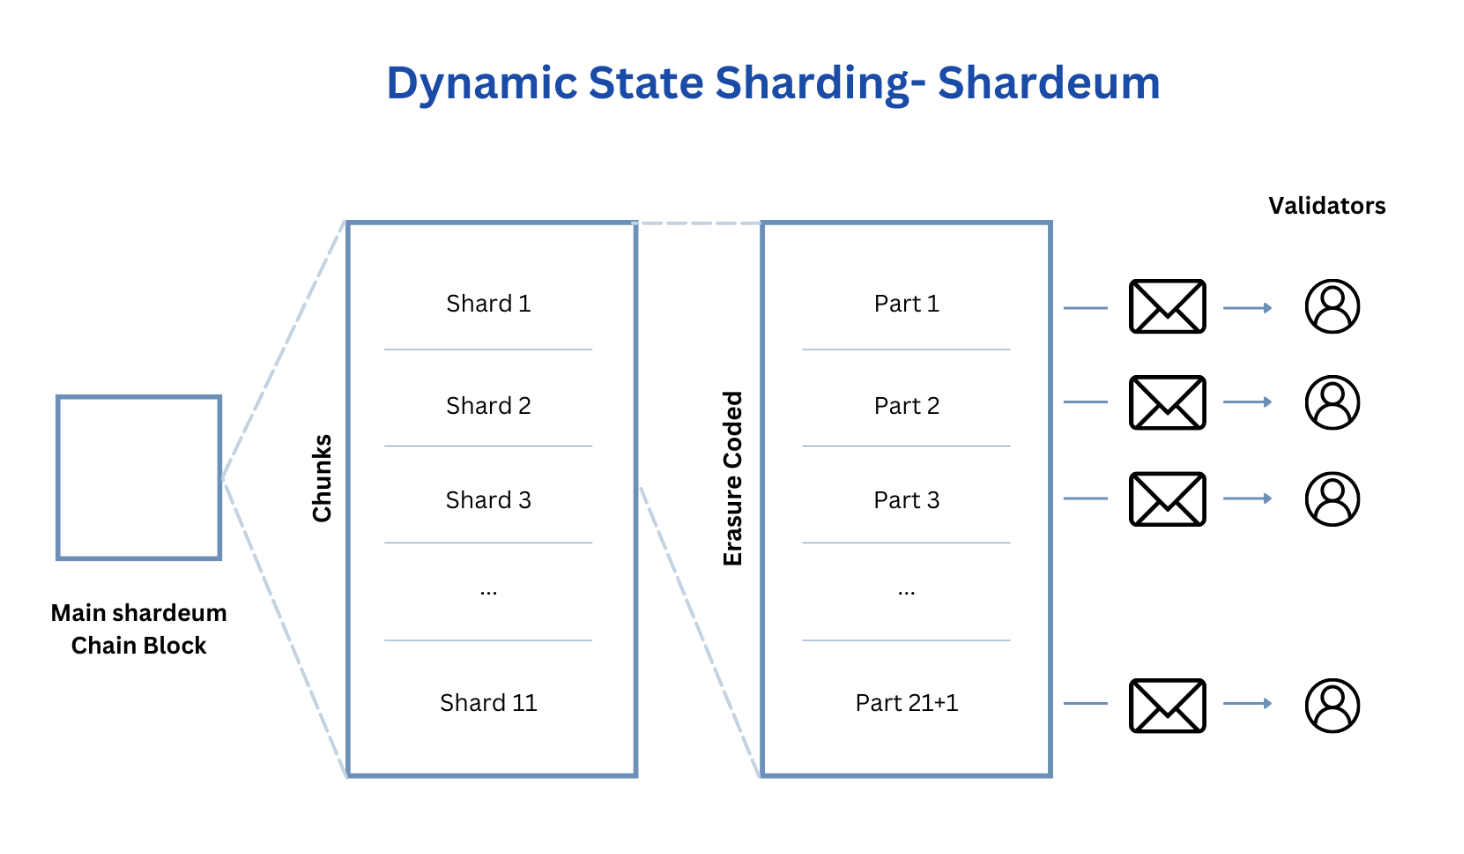 Dynamic State Sharding- Shardeum
Validators
Main shardeum
Chain Block
Chunks
Shard 1
Shard 2
Shard 3
...
Shard 11
Erasure Coded
Part 1
Part 2
Part 3
...
Part 21+1